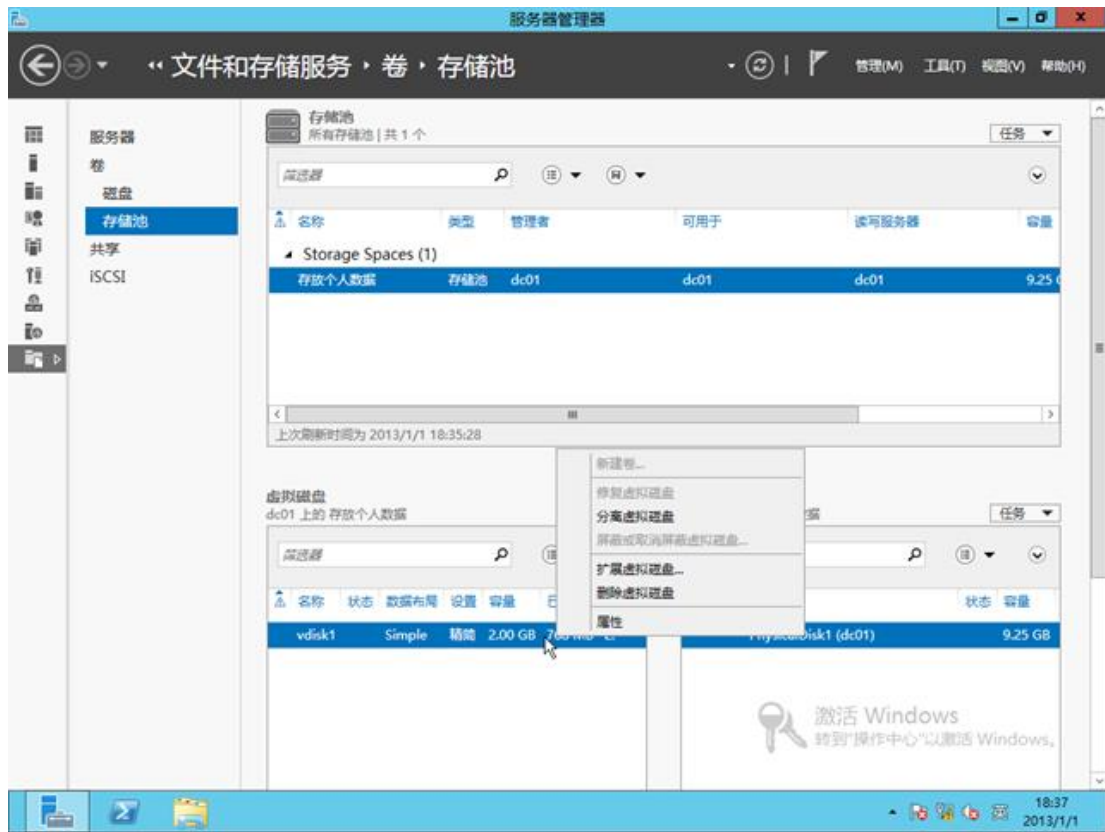 服务器管理器
文件和存储服务 · 卷 · 存储池
管理(M) 工具(T) 视图(V) 帮助(H)
服务器
卷
磁盘
存储池
共享
iSCSI
存储池
所有存储池 | 共 1 个
任务
筛选器
名称 类型 管理者 可用于 读写服务器 容量
Storage Spaces (1)
存放个人数据 存储池 dc01 dc01 dc01 9.25
上次刷新时间为 2013/1/1 18:35:28
新建卷...
修复虚拟磁盘
分离虚拟磁盘
屏蔽或取消屏蔽虚拟磁盘...
扩展虚拟磁盘...
删除虚拟磁盘
属性
虚拟磁盘
dc01 上的 存放个人数据
任务
筛选器
名称 状态 数据布局 设置 容量
vdisk1 Simple 精简 2.00 GB
状态 容量
PhysicalDisk1 (dc01) 9.25 GB
激活 Windows
转到"操作中心"以激活 Windows。
18:37
2013/1/1